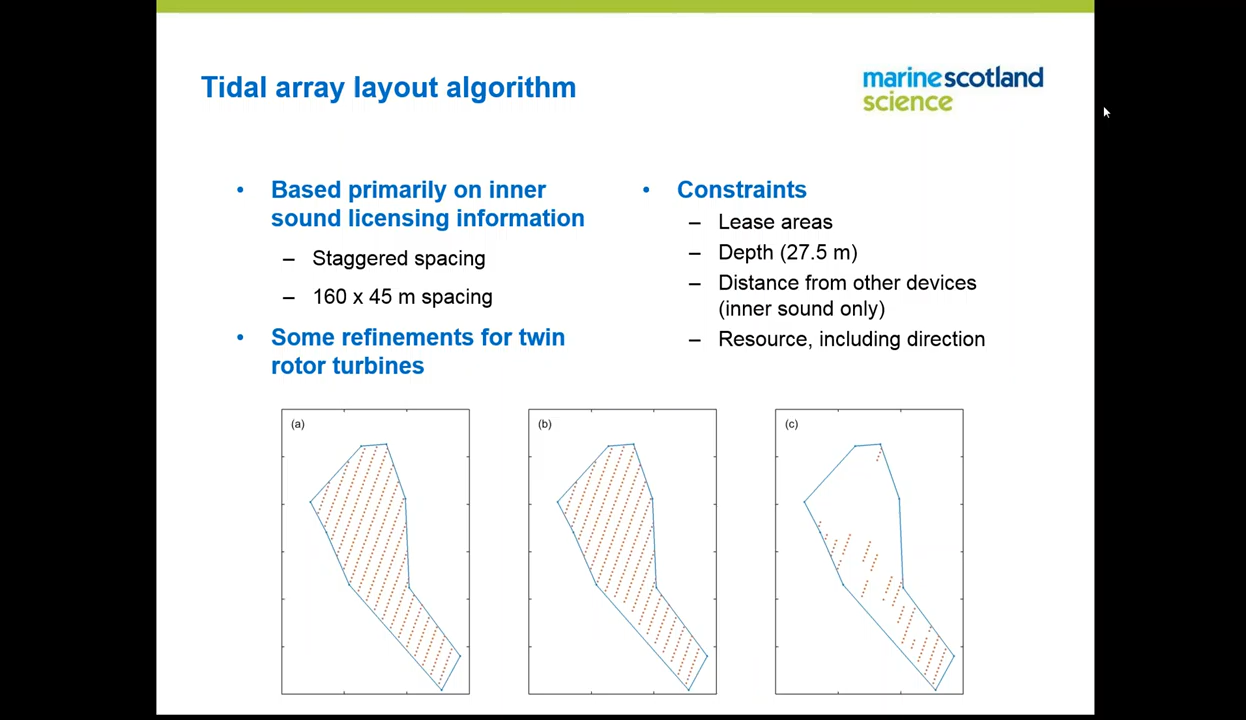 Tidal array layout algorithm
marinescotland
science
• Based primarily on inner
sound licensing information
– Staggered spacing
– 160 x 45 m spacing
• Some refinements for twin
rotor turbines
• Constraints
– Lease areas
– Depth (27.5 m)
– Distance from other devices
(inner sound only)
– Resource, including direction
(a)
(b)
(c)